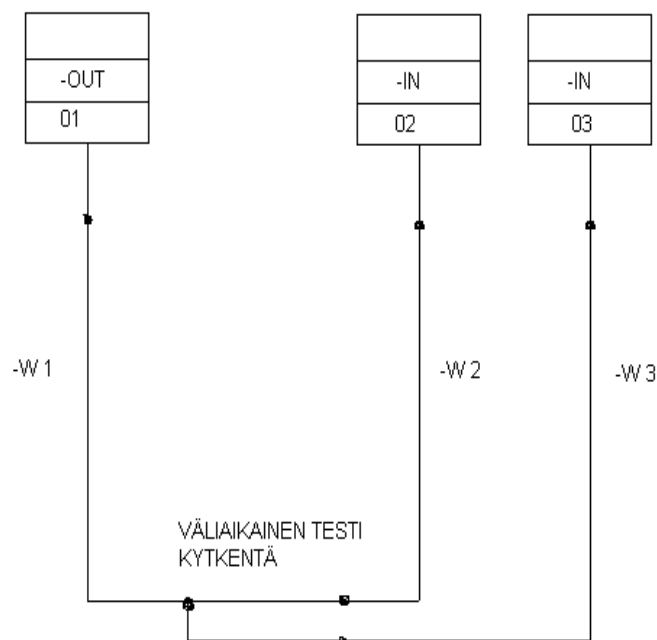 -OUT
01
-IN
02
-IN
03
-W 1
-W 2
-W 3
VÄLIAIKAINEN TESTI
KYTKENTÄ